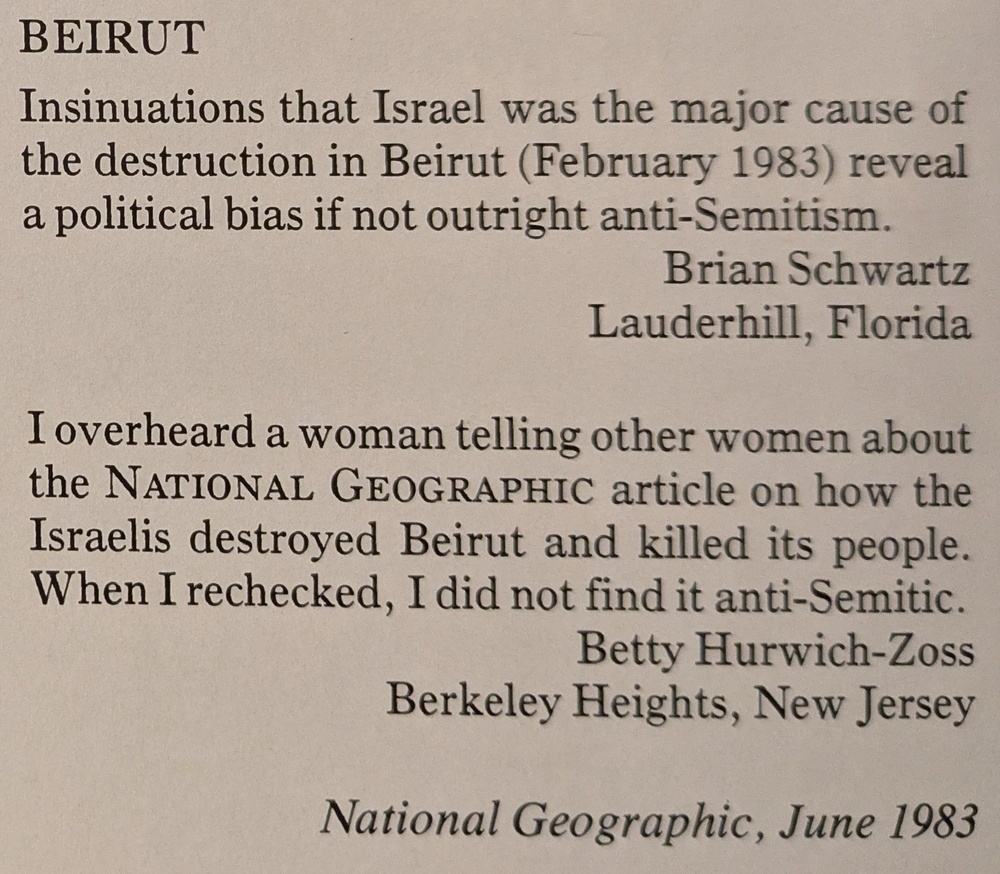 BEIRUT
Insinuations that Israel was the major cause of
the destruction in Beirut (February 1983) reveal
a political bias if not outright anti-Semitism.
Brian Schwartz
Lauderhill, Florida
I overheard a woman telling other women about
the NATIONAL GEOGRAPHIC article on how the
Israelis destroyed Beirut and killed its people.
When I rechecked, I did not find it anti-Semitic.
Betty Hurwich-Zoss
Berkeley Heights, New Jersey
National Geographic, June 1983